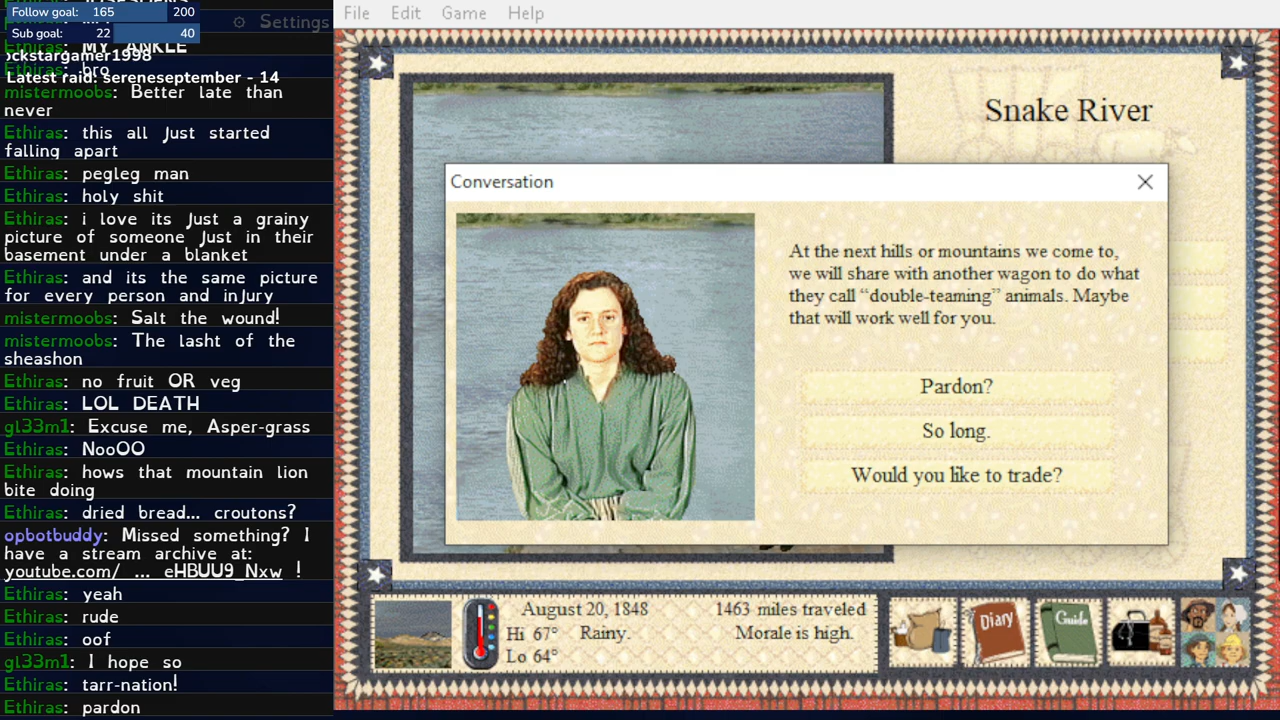 Follow goal: 165 200
Sub goal: 22 40
Settings
Ethiras: MY ANKLE
ockstargamer1998
Ethiras: bro
Latest raid: sereneseptember - 14
mistermoobs: Better late than
never
Ethiras: this all Just started
falling apart
Ethiras: pegleg man
Ethiras: holy shit
Ethiras: i love its Just a grainy
picture of someone Just in their
basement under a blanket
Ethiras: and its the same picture
for every person and inJury
mistermoobs: Salt the wound!
mistermoobs: The lasht of the
sheashon
Ethiras: no fruit OR veg
Ethiras: LOL DEATH
gl33m1: Excuse me, Asper-grass
Ethiras: NooOO
Ethiras: hows that mountain lion
bite doing
Ethiras: dried bread... croutons?
opbotbuddy: Missed something? I
have a stream archive at:
youtube.com/ ... eHBUU9_Nxw !
Ethiras: yeah
Ethiras: rude
Ethiras: oof
gl33m1: I hope so
Ethiras: tarr-nation!
Ethiras: pardon
File Edit Game Help
Snake River
Conversation
At the next hills or mountains we come to,
we will share with another wagon to do what
they call “double-teaming” animals. Maybe
that will work well for you.
Pardon?
So long.
Would you like to trade?
August 20, 1848 1463 miles traveled
Hi 67° Rainy. Morale is high.
Lo 64°
Diary
Guide